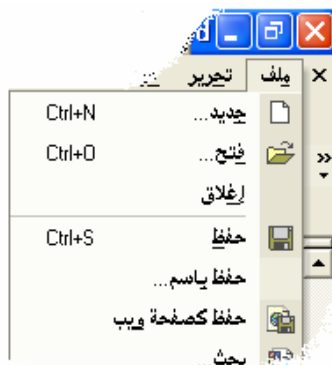 d
ملف تحرير
جديد... Ctrl+N
فتح... Ctrl+O
إغلاق
حفظ Ctrl+S
حفظ باسم...
حفظ كصفحة ويب
بحث...